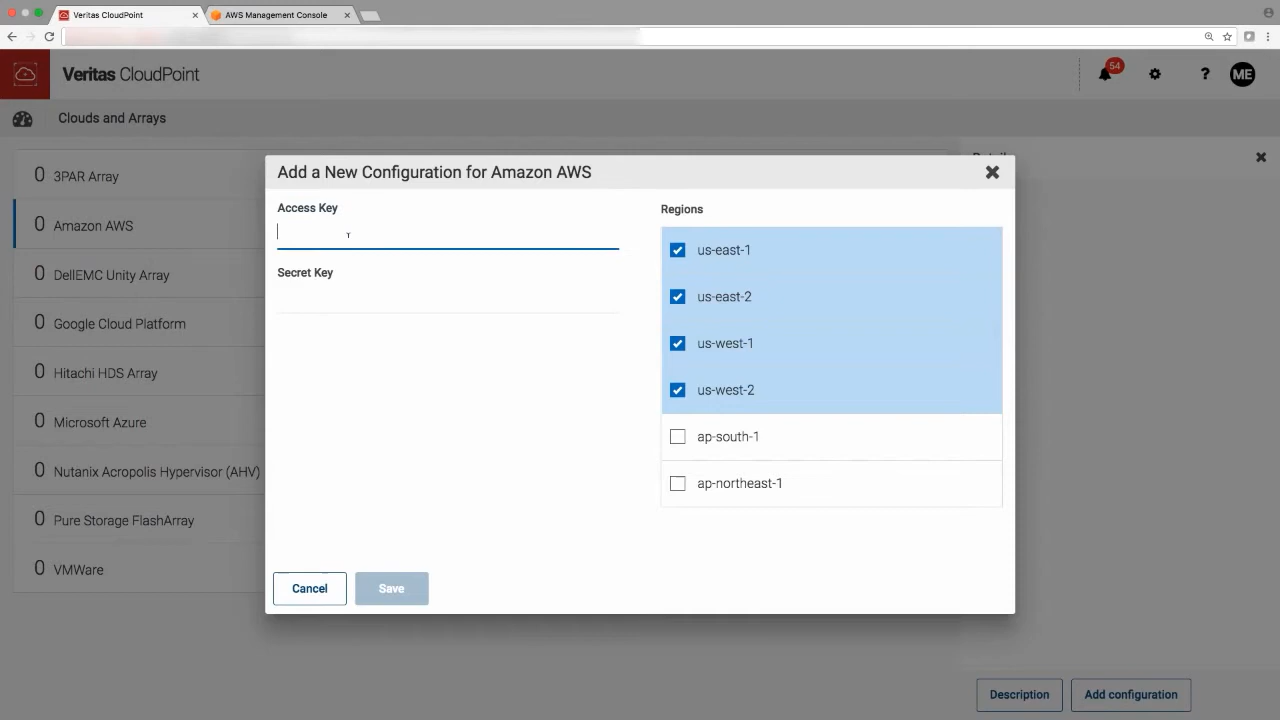 Veritas CloudPoint
AWS Management Console
Veritas CloudPoint
54
?
ME
Clouds and Arrays
0 3PAR Array
0 Amazon AWS
0 DellEMC Unity Array
0 Google Cloud Platform
0 Hitachi HDS Array
0 Microsoft Azure
0 Nutanix Acropolis Hypervisor (AHV)
0 Pure Storage FlashArray
0 VMWare
Add a New Configuration for Amazon AWS
Access Key
Secret Key
Regions
us-east-1
us-east-2
us-west-1
us-west-2
ap-south-1
ap-northeast-1
Cancel
Save
Description
Add configuration